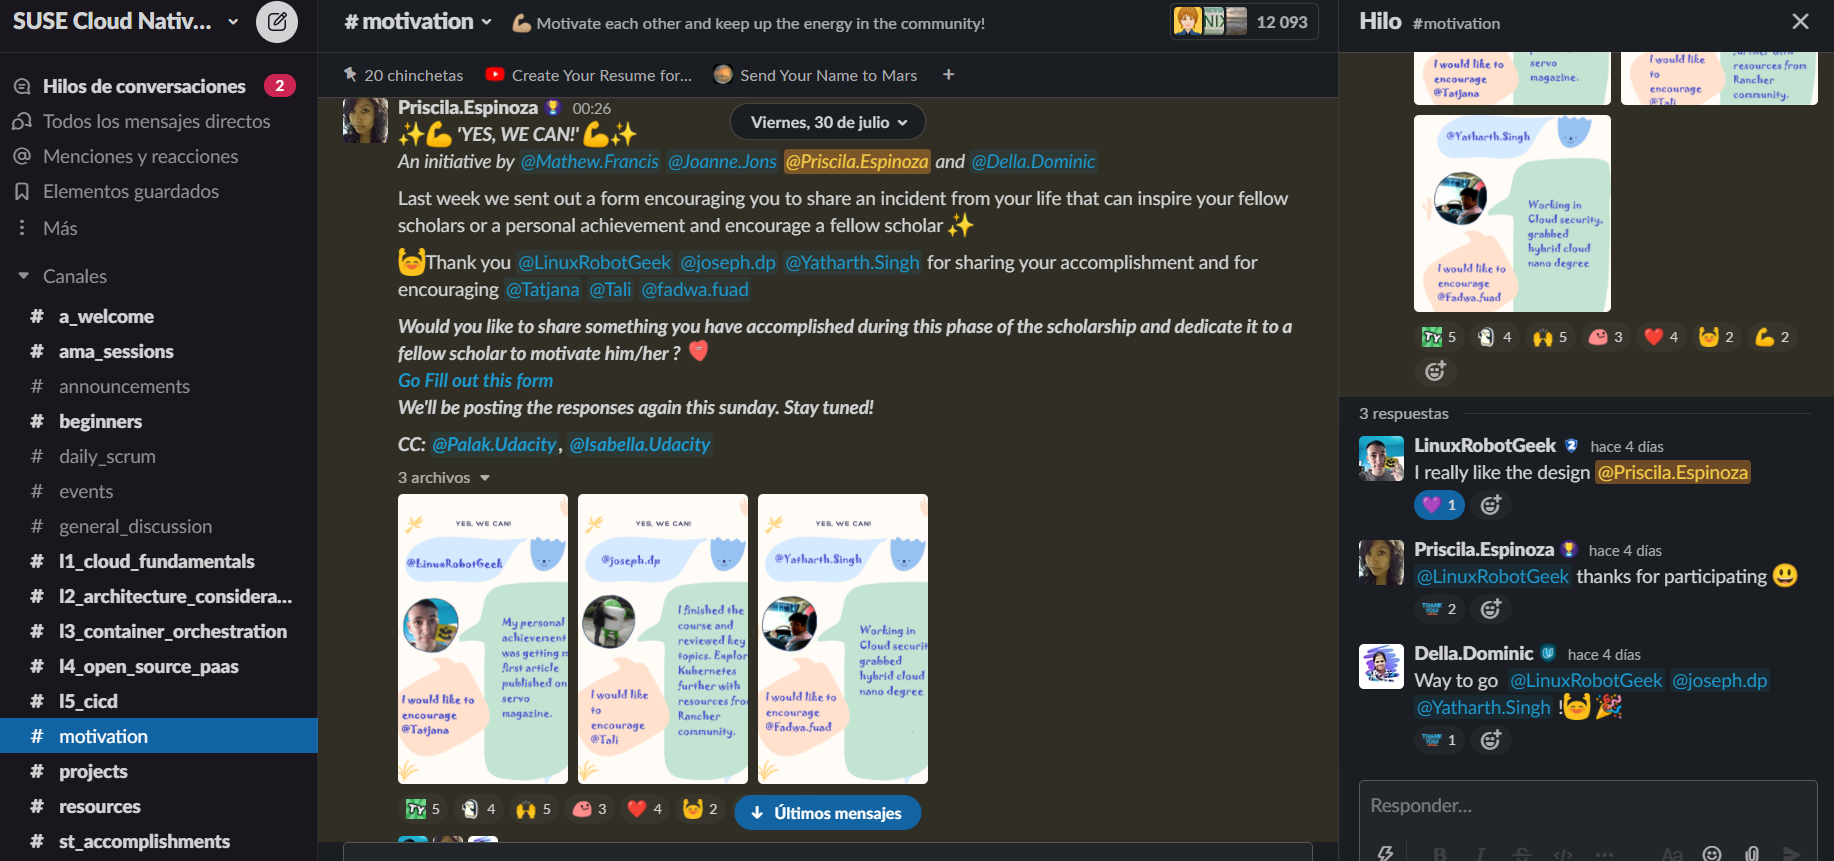 SUSE Cloud Nativ...
Hilos de conversaciones 2
Todos los mensajes directos
Menciones y reacciones
Elementos guardados
Más
Canales
# a_welcome
# ama_sessions
# announcements
# beginners
# daily_scrum
# events
# general_discussion
# l1_cloud_fundamentals
# l2_architecture_considera...
# l3_container_orchestration
# l4_open_source_paas
# l5_cicd
# motivation
# projects
# resources
# st_accomplishments
#motivation
💪 Motivate each other and keep up the energy in the community!
12 093
20 chinchetas
Create Your Resume for...
Send Your Name to Mars
+
Priscila.Espinoza 00:26
Viernes, 30 de julio
✨💪'YES, WE CAN!'💪✨
An initiative by @Mathew.Francis @Joanne.Jons @Priscila.Espinoza and @Della.Dominic
Last week we sent out a form encouraging you to share an incident from your life that can inspire your fellow
scholars or a personal achievement and encourage a fellow scholar ✨
Thank you @LinuxRobotGeek @joseph.dp @Yatharth.Singh for sharing your accomplishment and for
encouraging @Tatjana @Tali @fadwa.fuad
Would you like to share something you have accomplished during this phase of the scholarship and dedicate it to a
fellow scholar to motivate him/her ?
Go Fill out this form
We'll be posting the responses again this sunday. Stay tuned!
CC: @Palak.Udacity, @Isabella.Udacity
3 archivos
YES, WE CAN!
@LinuxRobotGeek
My personal
achievement
was getting m
first article
published on
servo
magazine.
I would like to
encourage
@Tatjana
YES, WE CAN!
@joseph.dp
I finished the
course and
reviewed key
topics. Explor
Kubernetes
further with
resources fro
Rancher
community.
I would like
to
encourage
@Tali
YES, WE CAN!
@Yatharth.Singh
Working in
Cloud securit
grabbed
hybrid cloud
nano degree
I would like to
encourage
@Fadwa.fuad
TY 5 4 5 3 4 2
Últimos mensajes
Hilo #motivation
I would like to
encourage
@Tatjana
servo
magazine.
I would like
to
encourage
@Tali
further with
resources from
Rancher
community.
@Yatharth.Singh
Working in
Cloud security,
grabbed
hybrid cloud
nano degree
I would like to
encourage
@Fadwa.fuad
TY 5 4 5 3 4 2 2
3 respuestas
LinuxRobotGeek 2 hace 4 días
I really like the design @Priscila.Espinoza
1
Priscila.Espinoza hace 4 días
@LinuxRobotGeek thanks for participating 😃
THANK YOU 2
Della.Dominic hace 4 días
Way to go @LinuxRobotGeek @joseph.dp
@Yatharth.Singh !
THANK YOU 1
Responder...
B I S </> ... Aa